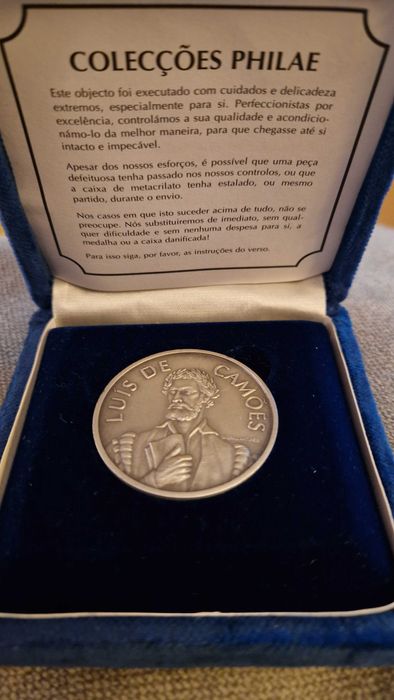 COLECÇÕES PHILAE
Este objecto foi executado com cuidados e delicadeza
extremos, especialmente para si. Perfeccionistas por
excelência, controlámos a sua qualidade e acondicio-
námo-lo da melhor maneira, para que chegasse até si
intacto e impecável.
Apesar dos nossos esforços, é possível que uma peça
defeituosa tenha passado nos nossos controlos, ou que
a caixa de metacrilato tenha estalado, ou mesmo
partido, durante o envio.
Nos casos em que isto suceder acima de tudo, não se
preocupe. Nós substituiremos de imediato, sem qual-
quer dificuldade e sem nenhuma despesa para si, a
medalha ou a caixa danificada!
Para isso siga, por favor, as instruções do verso.
LUÍS DE CAMOËS